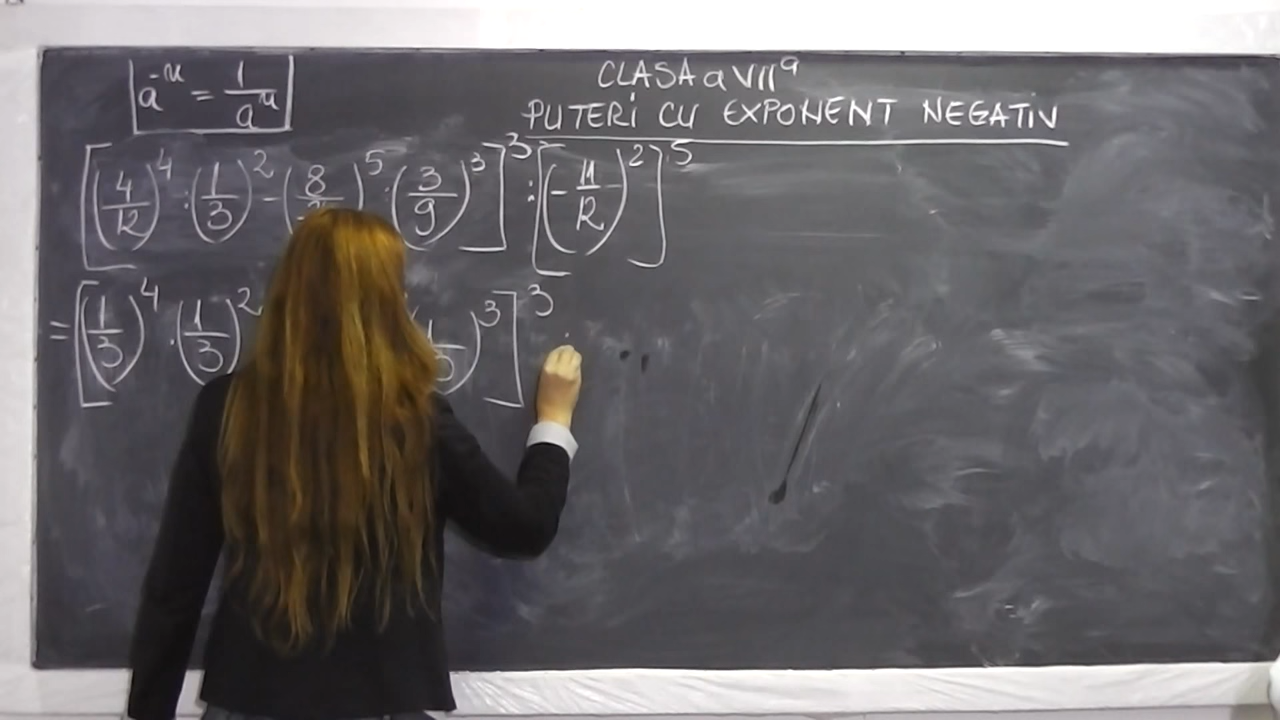 a⁻ⁿ = 1/aⁿ
CLASA a VII ᵃ
PUTERI CU EXPONENT NEGATIV
[(4/12)⁴ : (1/3)² - (8/ )⁵ · (3/9)³]³ : [(-11/12)²]⁵
= [(1/3)⁴ · (1/3)² )³]³